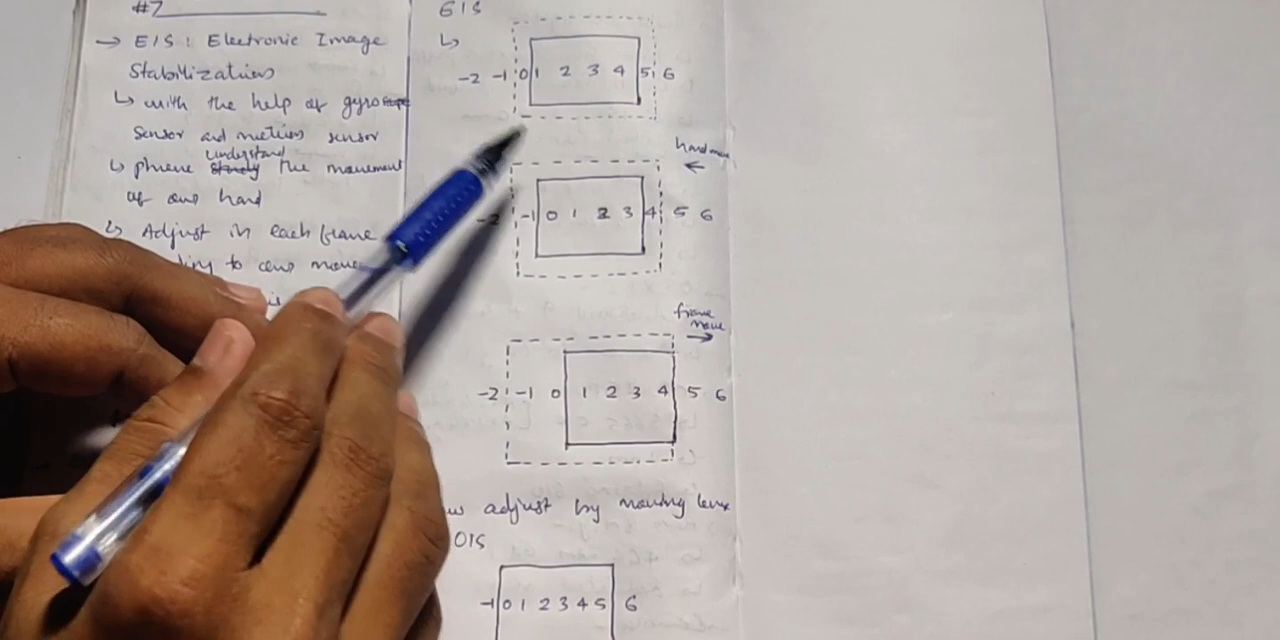 #7
→ EIS: Electronic Image
Stabilization
↳ with the help of gyro
sensor and motion sensor
↳ phone understand the movement
of our hand
↳ Adjust in each frame
to our move
EIS
↳
-2 -1 0 1 2 3 4 5 6
hand move
←
-2 -1 0 1 2 3 4 5 6
frame
move
→
-2 -1 0 1 2 3 4 5 6
adjust by moving lens
OIS
-1 0 1 2 3 4 5 6